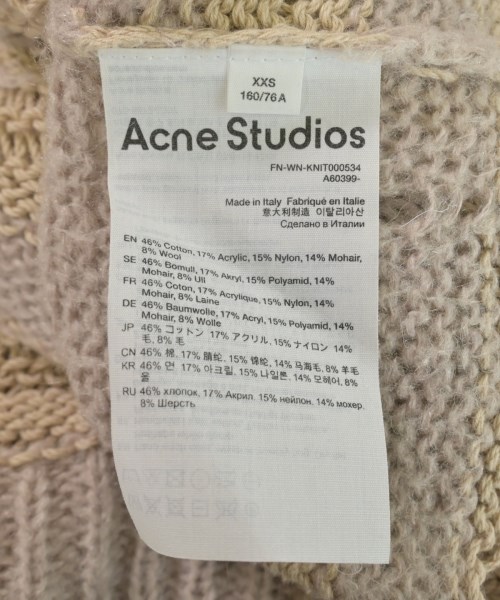 XXS
160/76A
Acne Studios
FN-WN-KNIT000534
A60399-
Made in Italy Fabriqué en Italie
意大利制造 이탈리아산
Сделано в Италии
EN 46% Cotton, 17% Acrylic, 15% Nylon, 14% Mohair,
8% Wool
SE 46% Bomull, 17% Akryl, 15% Polyamid, 14%
Mohair, 8% Ull
FR 46% Coton, 17% Acrylique, 15% Nylon, 14%
Mohair, 8% Laine
DE 46% Baumwolle, 17% Acryl, 15% Polyamid, 14%
Mohair, 8% Wolle
JP 46% コットン 17% アクリル 15% ナイロン 14%
毛, 8% 毛
CN 46% 棉, 17% 腈纶, 15% 锦纶, 14% 马海毛, 8% 羊毛
KR 46% 면 17% 아크릴, 15% 나일론, 14% 모헤어, 8%
울
RU 46% хлопок, 17% Акрил, 15% нейлон, 14% мохер,
8% Шерсть